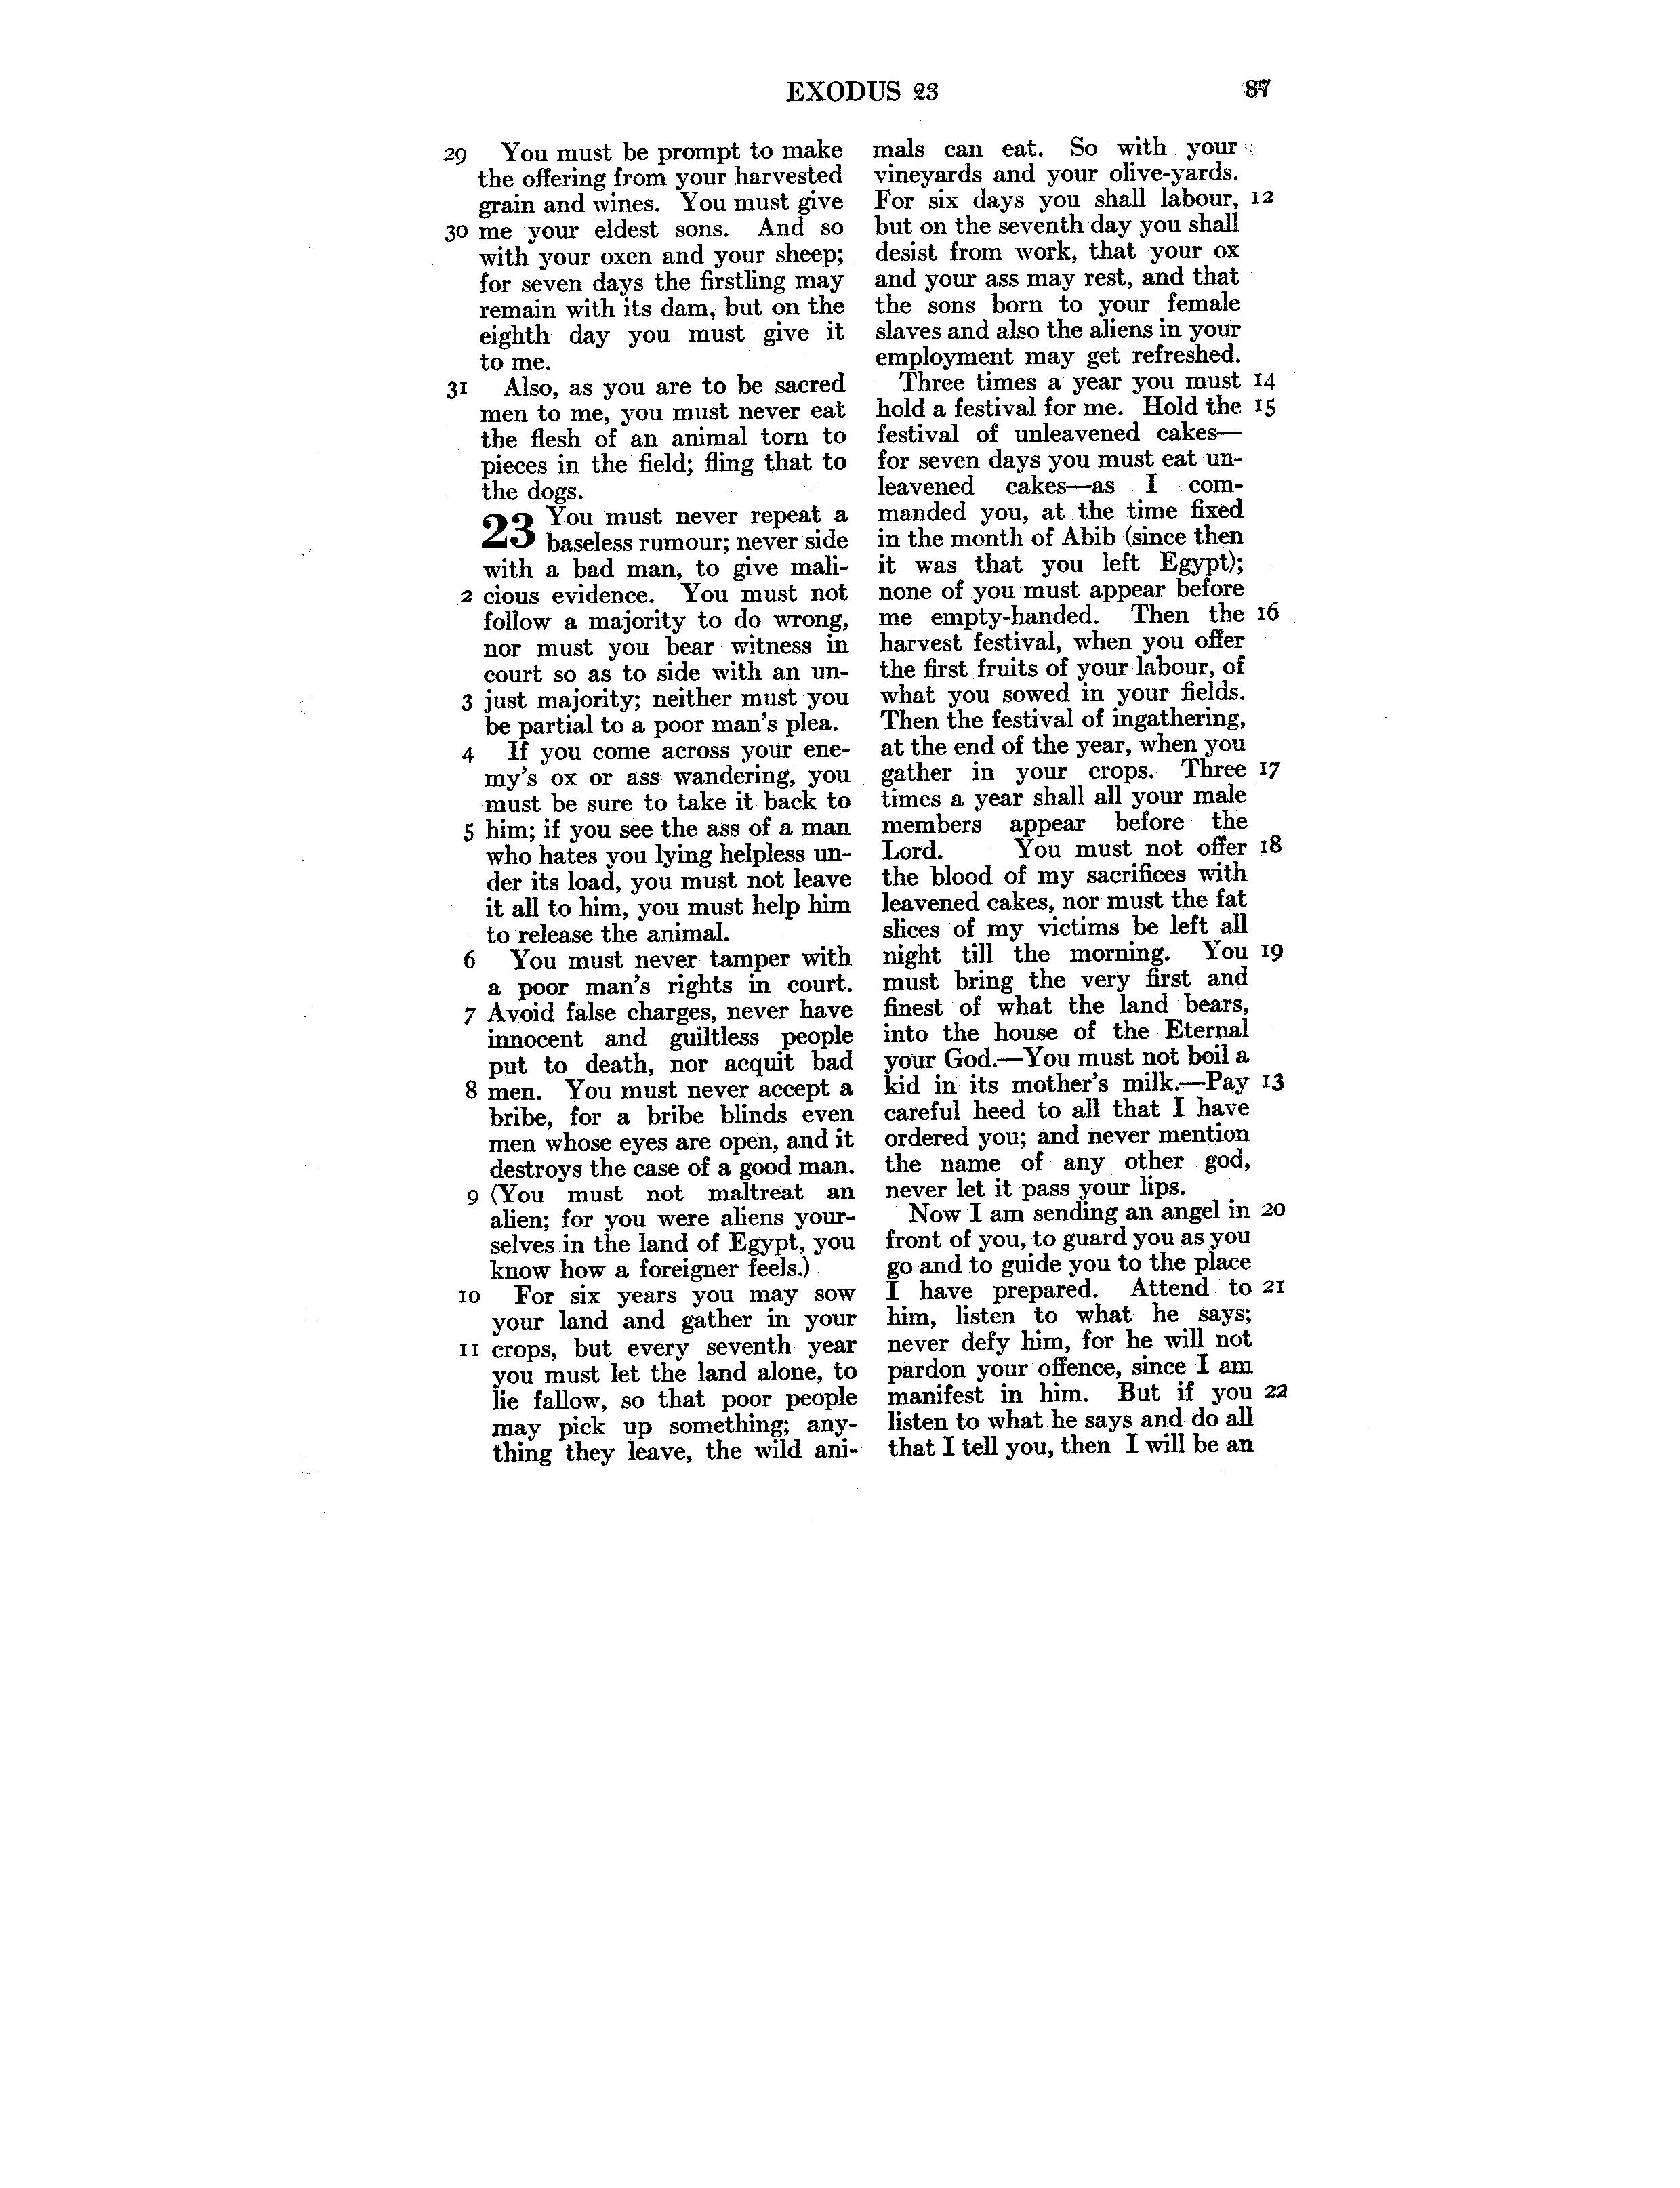 EXODUS 23 87
29 You must be prompt to make
the offering from your harvested
grain and wines. You must give
30 me your eldest sons. And so
with your oxen and your sheep;
for seven days the firstling may
remain with its dam, but on the
eighth day you must give it
to me.
31 Also, as you are to be sacred
men to me, you must never eat
the flesh of an animal torn to
pieces in the field; fling that to
the dogs.
23 You must never repeat a
baseless rumour; never side
with a bad man, to give mali-
2 cious evidence. You must not
follow a majority to do wrong,
nor must you bear witness in
court so as to side with an un-
3 just majority; neither must you
be partial to a poor man's plea.
4 If you come across your ene-
my's ox or ass wandering, you
must be sure to take it back to
5 him; if you see the ass of a man
who hates you lying helpless un-
der its load, you must not leave
it all to him, you must help him
to release the animal.
6 You must never tamper with
a poor man's rights in court.
7 Avoid false charges, never have
innocent and guiltless people
put to death, nor acquit bad
8 men. You must never accept a
bribe, for a bribe blinds even
men whose eyes are open, and it
destroys the case of a good man.
9 (You must not maltreat an
alien; for you were aliens your-
selves in the land of Egypt, you
know how a foreigner feels.)
10 For six years you may sow
your land and gather in your
11 crops, but every seventh year
you must let the land alone, to
lie fallow, so that poor people
may pick up something; any-
thing they leave, the wild ani-
mals can eat. So with your
vineyards and your olive-yards.
For six days you shall labour, 12
but on the seventh day you shall
desist from work, that your ox
and your ass may rest, and that
the sons born to your female
slaves and also the aliens in your
employment may get refreshed.
Three times a year you must 14
hold a festival for me. Hold the 15
festival of unleavened cakes—
for seven days you must eat un-
leavened cakes—as I com-
manded you, at the time fixed
in the month of Abib (since then
it was that you left Egypt);
none of you must appear before
me empty-handed. Then the 16
harvest festival, when you offer
the first fruits of your labour, of
what you sowed in your fields.
Then the festival of ingathering,
at the end of the year, when you
gather in your crops. Three 17
times a year shall all your male
members appear before the
Lord. You must not offer 18
the blood of my sacrifices with
leavened cakes, nor must the fat
slices of my victims be left all
night till the morning. You 19
must bring the very first and
finest of what the land bears,
into the house of the Eternal
your God.—You must not boil a
kid in its mother's milk.—Pay 13
careful heed to all that I have
ordered you; and never mention
the name of any other god,
never let it pass your lips.
Now I am sending an angel in 20
front of you, to guard you as you
go and to guide you to the place
I have prepared. Attend to 21
him, listen to what he says;
never defy him, for he will not
pardon your offence, since I am
manifest in him. But if you 22
listen to what he says and do all
that I tell you, then I will be an